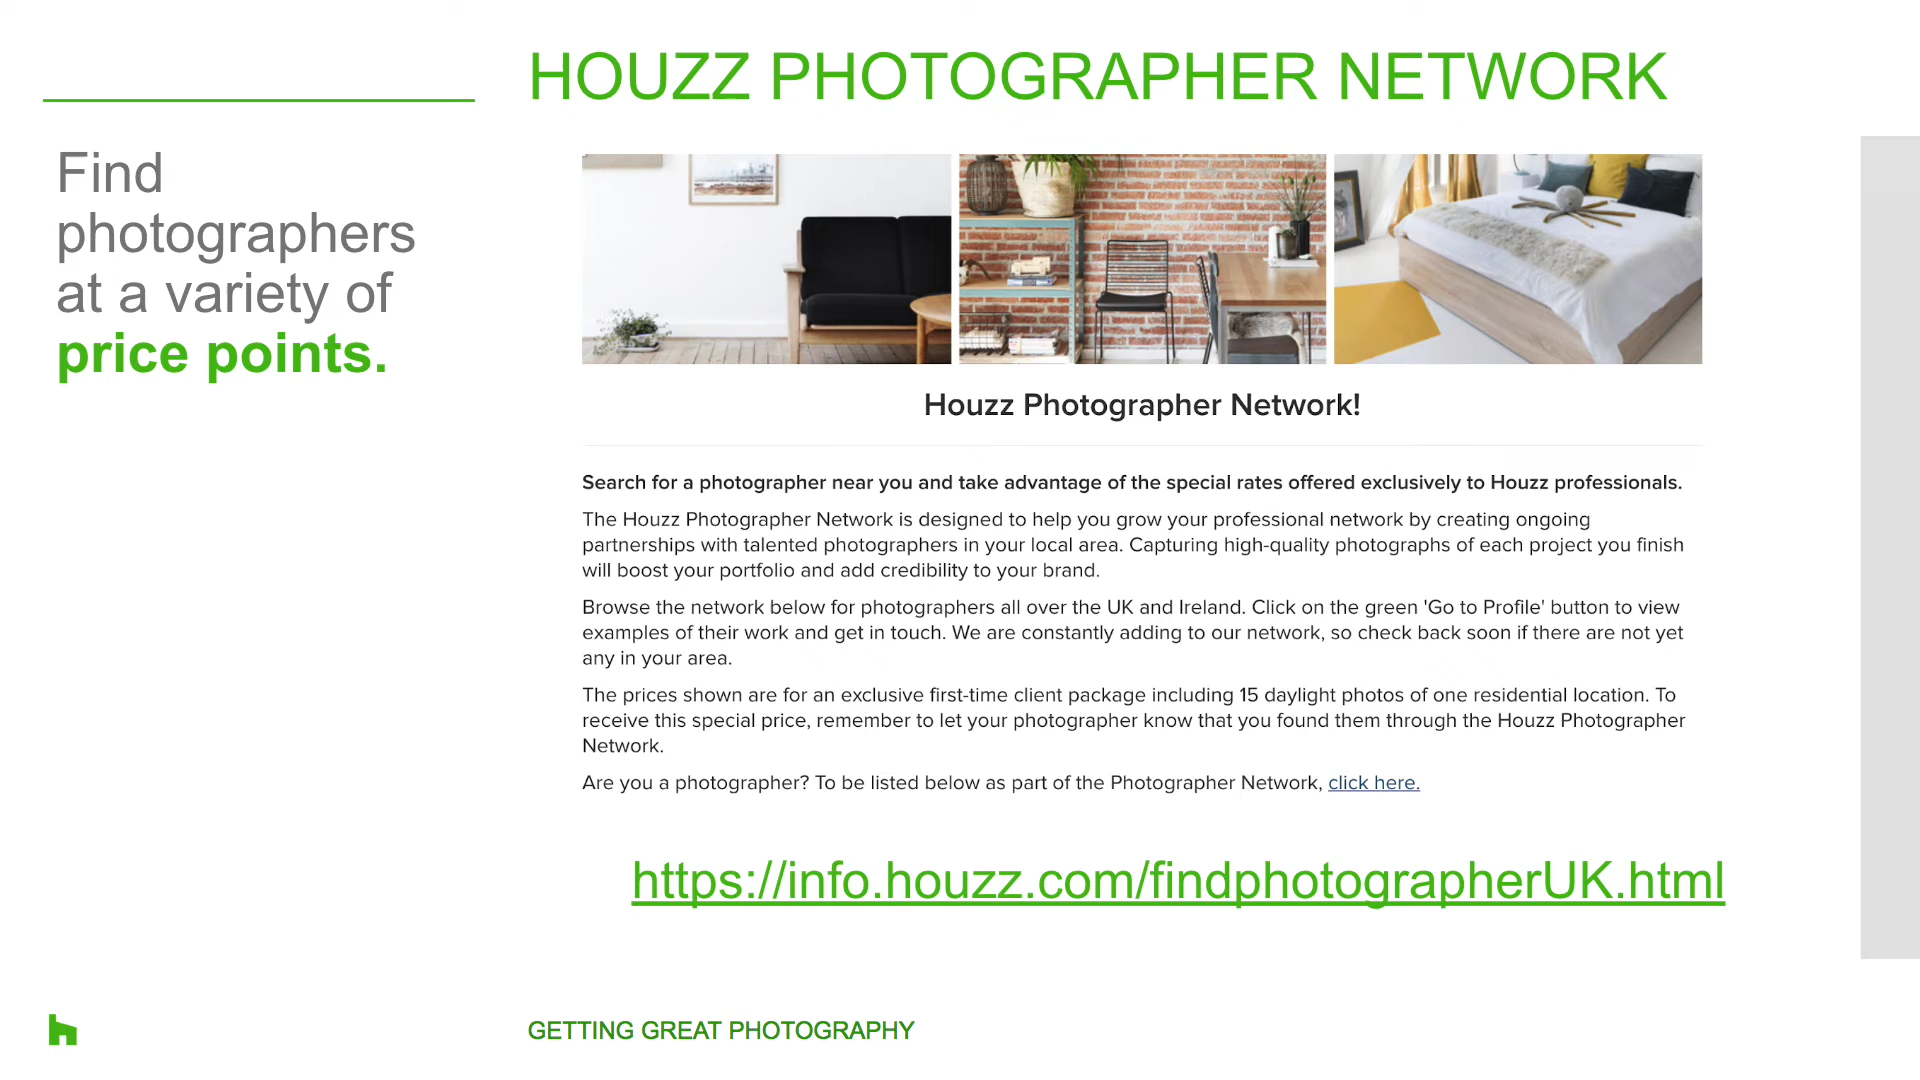 HOUZZ PHOTOGRAPHER NETWORK
Find
photographers
at a variety of
price points.
Houzz Photographer Network!
Search for a photographer near you and take advantage of the special rates offered exclusively to Houzz professionals.
The Houzz Photographer Network is designed to help you grow your professional network by creating ongoing
partnerships with talented photographers in your local area. Capturing high-quality photographs of each project you finish
will boost your portfolio and add credibility to your brand.
Browse the network below for photographers all over the UK and Ireland. Click on the green 'Go to Profile' button to view
examples of their work and get in touch. We are constantly adding to our network, so check back soon if there are not yet
any in your area.
The prices shown are for an exclusive first-time client package including 15 daylight photos of one residential location. To
receive this special price, remember to let your photographer know that you found them through the Houzz Photographer
Network.
Are you a photographer? To be listed below as part of the Photographer Network, click here.
https://info.houzz.com/findphotographerUK.html
GETTING GREAT PHOTOGRAPHY